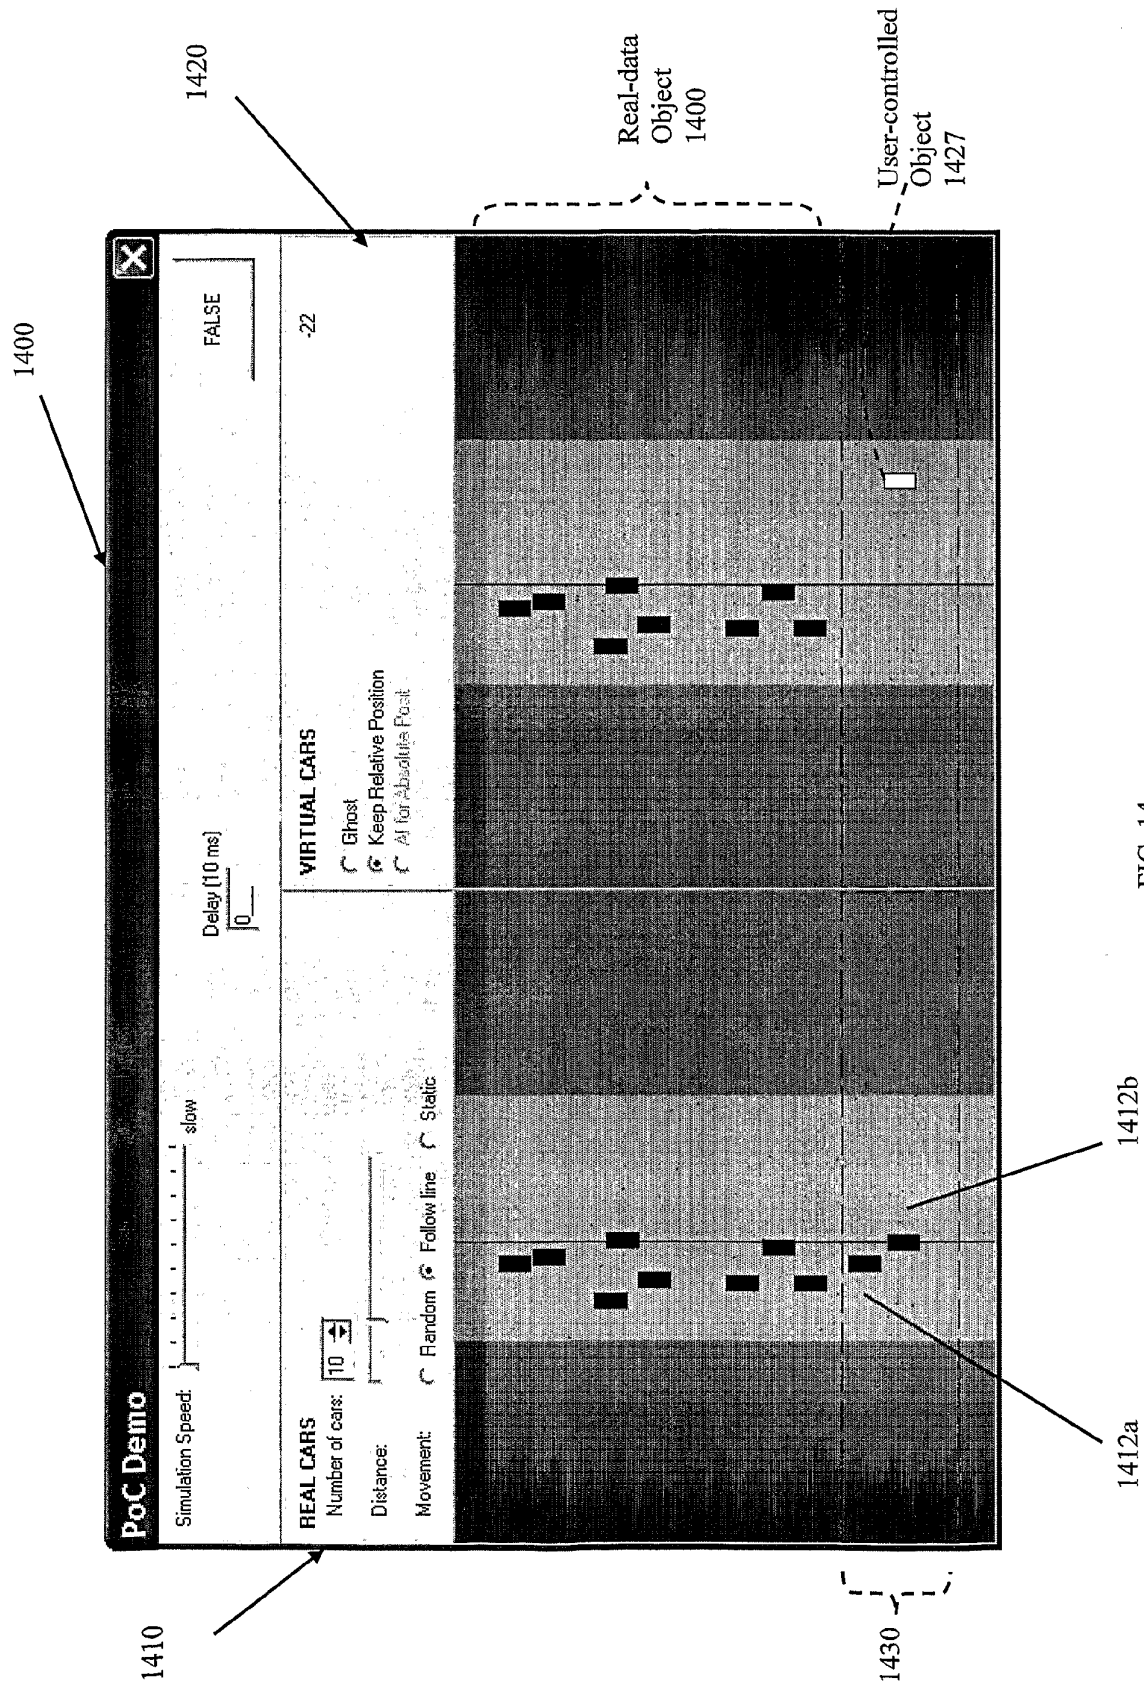 1400
1420
1410
PoC Demo
Simulation Speed:
slow
Delay (10 ms)
0
FALSE
REAL CARS
Number of cars:
10
Distance:
Movement:
Random
Follow line
Static
VIRTUAL CARS
Ghost
Keep Relative Position
AI for Absolute Posit
-22
Real-data
Object
1400
User-controlled
Object
1427
1430
1412a
1412b
FIG. 14